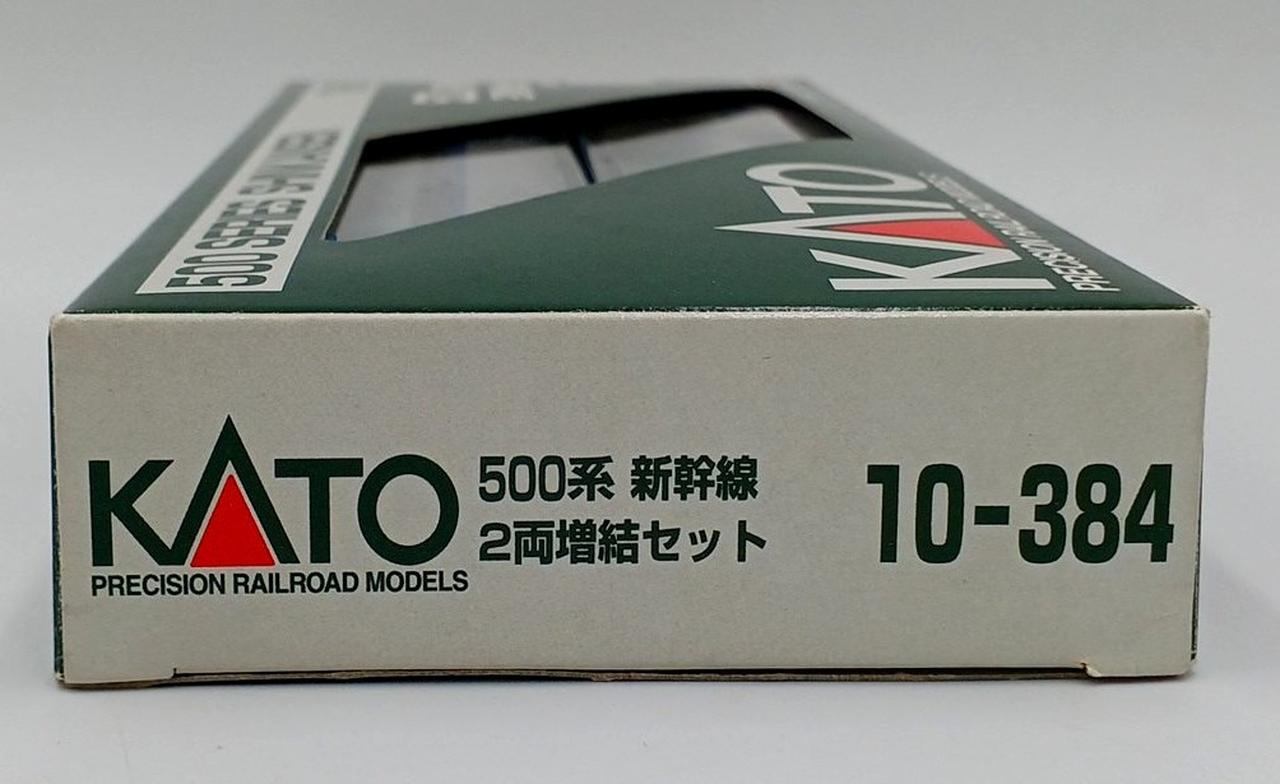 500 SERIES SHINKANSEN
KATO
PRECISION RAILROAD MODELS
KATO
PRECISION RAILROAD MODELS
500系 新幹線
2両増結セット
10-384